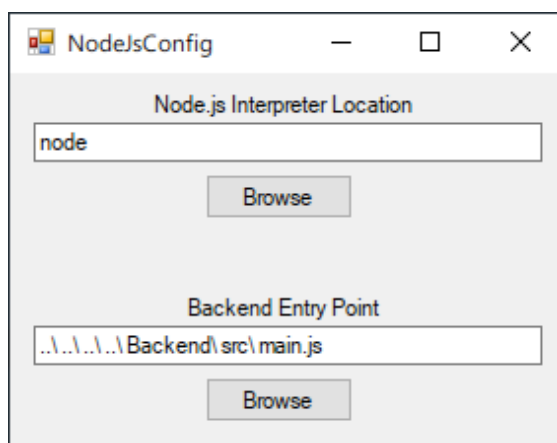 NodeJsConfig
Node.js Interpreter Location
node
Browse
Backend Entry Point
..\..\..\..\Backend\src\main.js
Browse